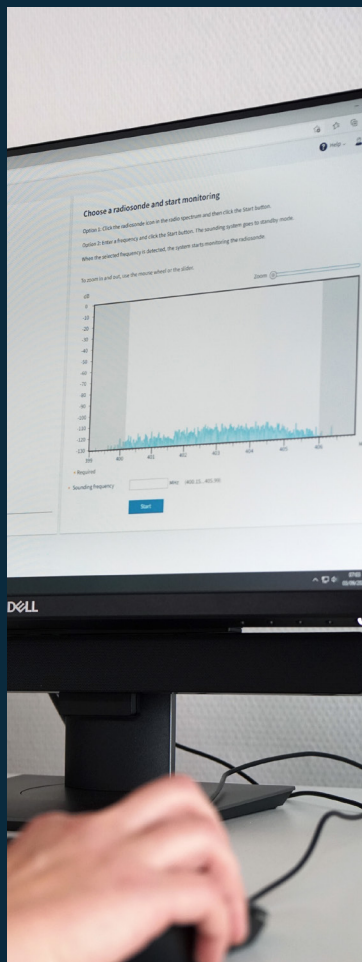 Help
Choose a radiosonde and start monitoring
Option 1: Click the radiosonde icon in the radio spectrum and then click the Start button.
Option 2: Enter a frequency and click the Start button. The sounding system goes to standby mode.
When the selected frequency is detected, the system starts monitoring the radiosonde.
To zoom in and out, use the mouse wheel or the slider.
Zoom
dB
0
-10
-20
-30
-40
-50
-60
-70
-80
-90
-100
-110
-120
-130
399 400 401 402 403 404 405 406
• Required
• Sounding frequency MHz
Start
DELL